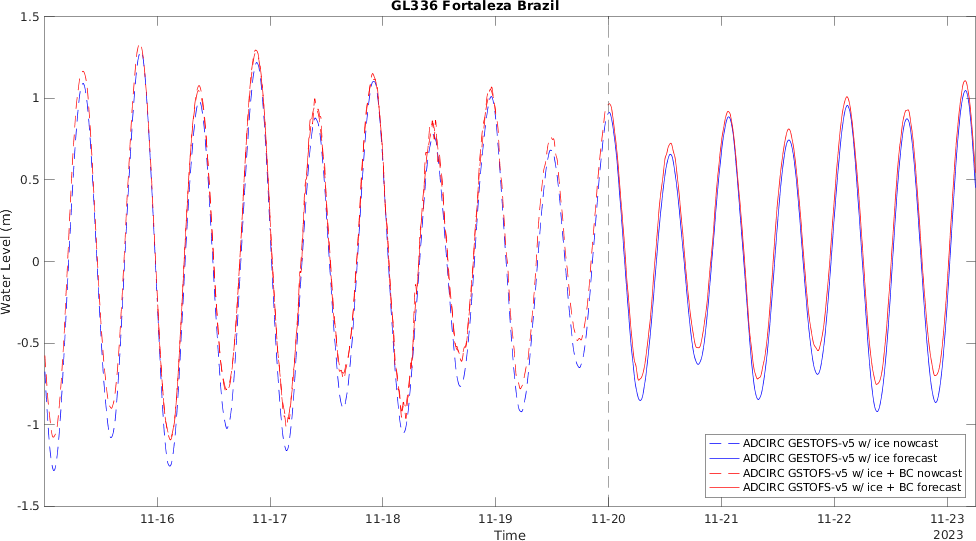 GL336 Fortaleza Brazil
Water Level (m)
1.5
1
0.5
0
-0.5
-1
-1.5
ADCIRC GESTOFS-v5 w/ ice nowcast
ADCIRC GESTOFS-v5 w/ ice forecast
ADCIRC GSTOFS-v5 w/ ice + BC nowcast
ADCIRC GSTOFS-v5 w/ ice + BC forecast
11-16 11-17 11-18 11-19 11-20 11-21 11-22 11-23
Time 2023